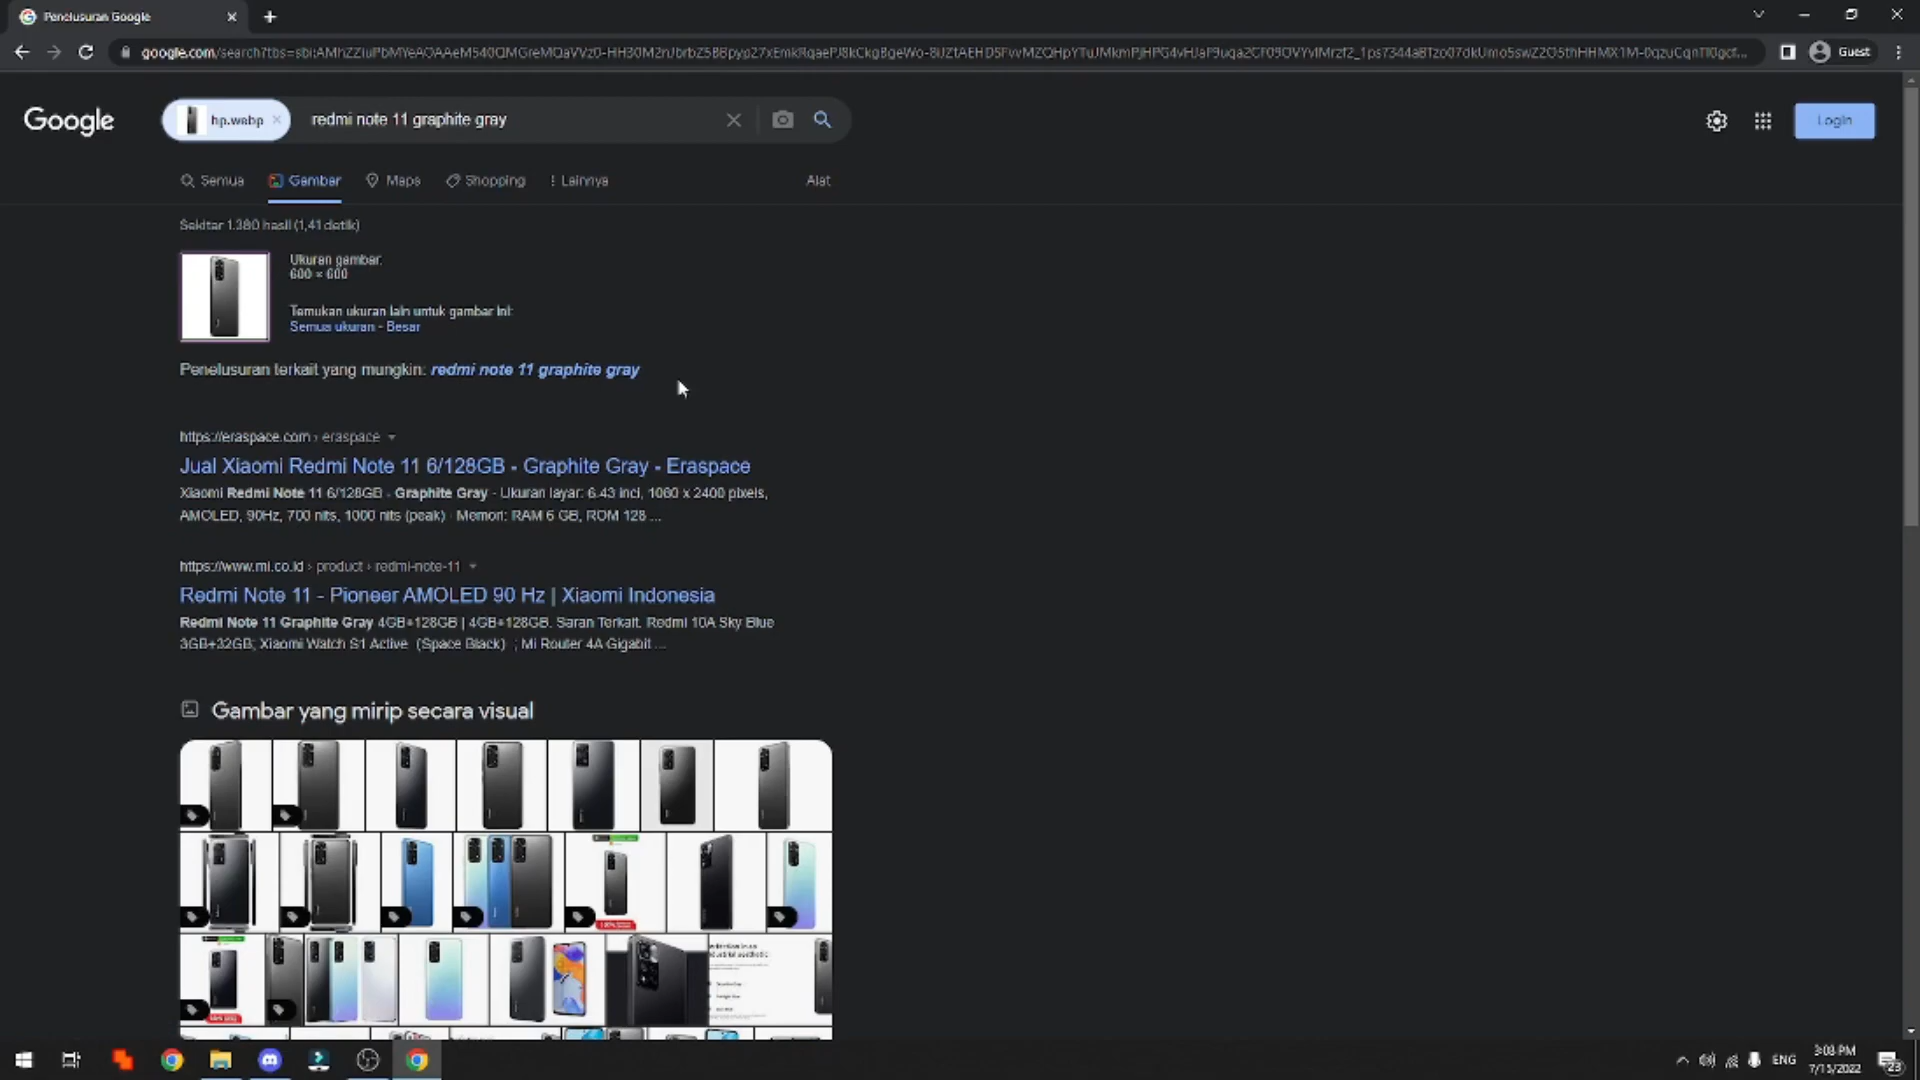 Penelusuran Google
Guest
Google
hp.webp
redmi note 11 graphite gray
Login
Semua
Gambar
Maps
Shopping
Lainnya
Alat
Sekitar 1.380 hasil (1,41 detik)
Ukuran gambar:
600 × 600
Temukan ukuran lain untuk gambar ini:
Semua ukuran - Besar
Penelusuran terkait yang mungkin: redmi note 11 graphite gray
https://eraspace.com › eraspace
Jual Xiaomi Redmi Note 11 6/128GB - Graphite Gray - Eraspace
Xiaomi Redmi Note 11 6/128GB - Graphite Gray - Ukuran layar: 6.43 inci, 1080 x 2400 pixels,
AMOLED, 90Hz, 700 nits, 1000 nits (peak) · Memori: RAM 6 GB, ROM 128 ...
https://www.mi.co.id › product › redmi-note-11
Redmi Note 11 - Pioneer AMOLED 90 Hz | Xiaomi Indonesia
Redmi Note 11 Graphite Gray 4GB+128GB | 4GB+128GB. Saran Terkait. Redmi 10A Sky Blue
3GB+32GB; Xiaomi Watch S1 Active (Space Black) ; Mi Router 4A Gigabit ...
Gambar yang mirip secara visual
ENG
3:03 PM
7/15/2022
23